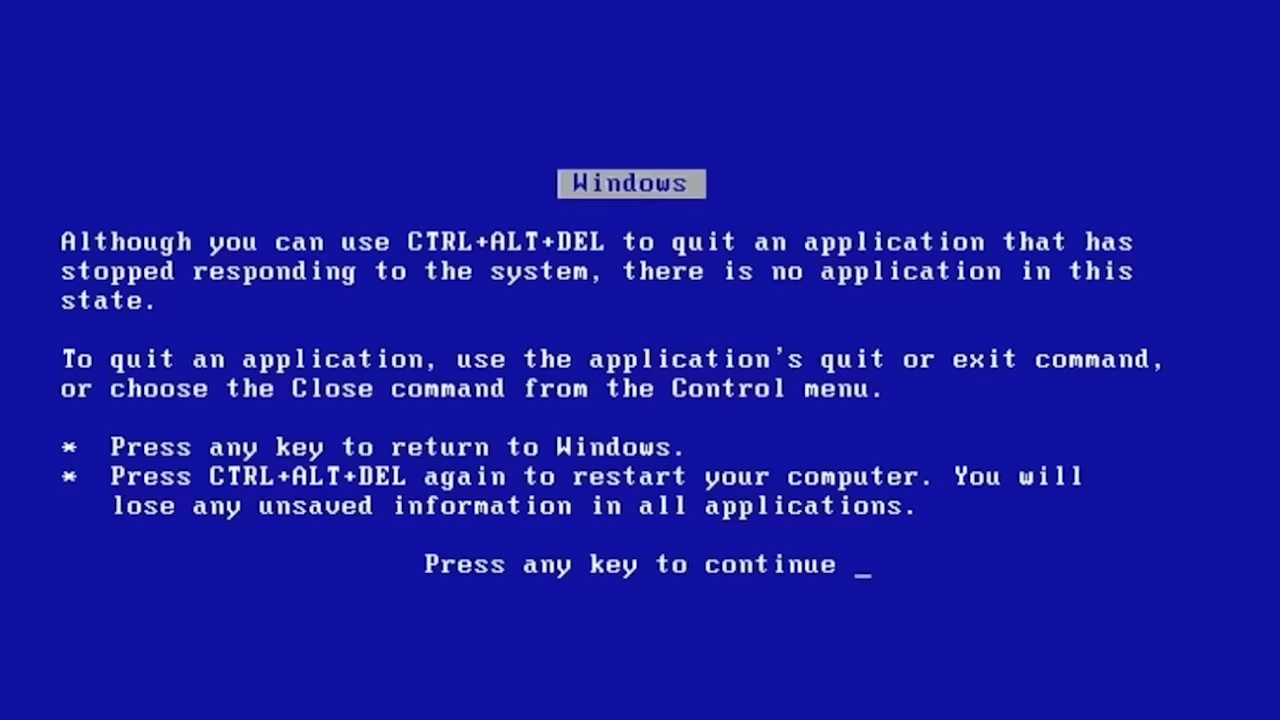 Windows
Although you can use CTRL+ALT+DEL to quit an application that has
stopped responding to the system, there is no application in this
state.
To quit an application, use the application's quit or exit command,
or choose the Close command from the Control menu.
* Press any key to return to Windows.
* Press CTRL+ALT+DEL again to restart your computer. You will
lose any unsaved information in all applications.
Press any key to continue _